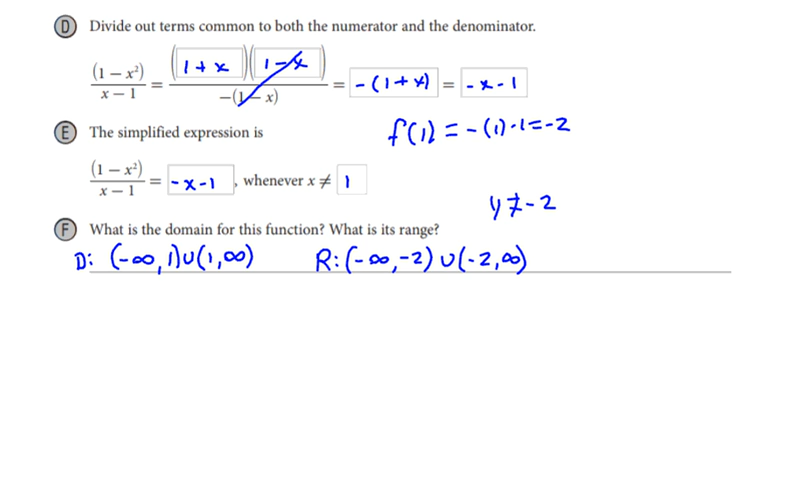 D Divide out terms common to both the numerator and the denominator.
(1 − x²)/(x − 1) = (1+x)(1−x)/−(1 − x) = −(1+x) = −x−1
E The simplified expression is
f(1) = −(1)−1=−2
(1 − x²)/(x − 1) = −x−1, whenever x ≠ 1
y≠−2
F What is the domain for this function? What is its range?
D: (−∞,1)∪(1,∞) R:(−∞,−2)∪(−2,∞)